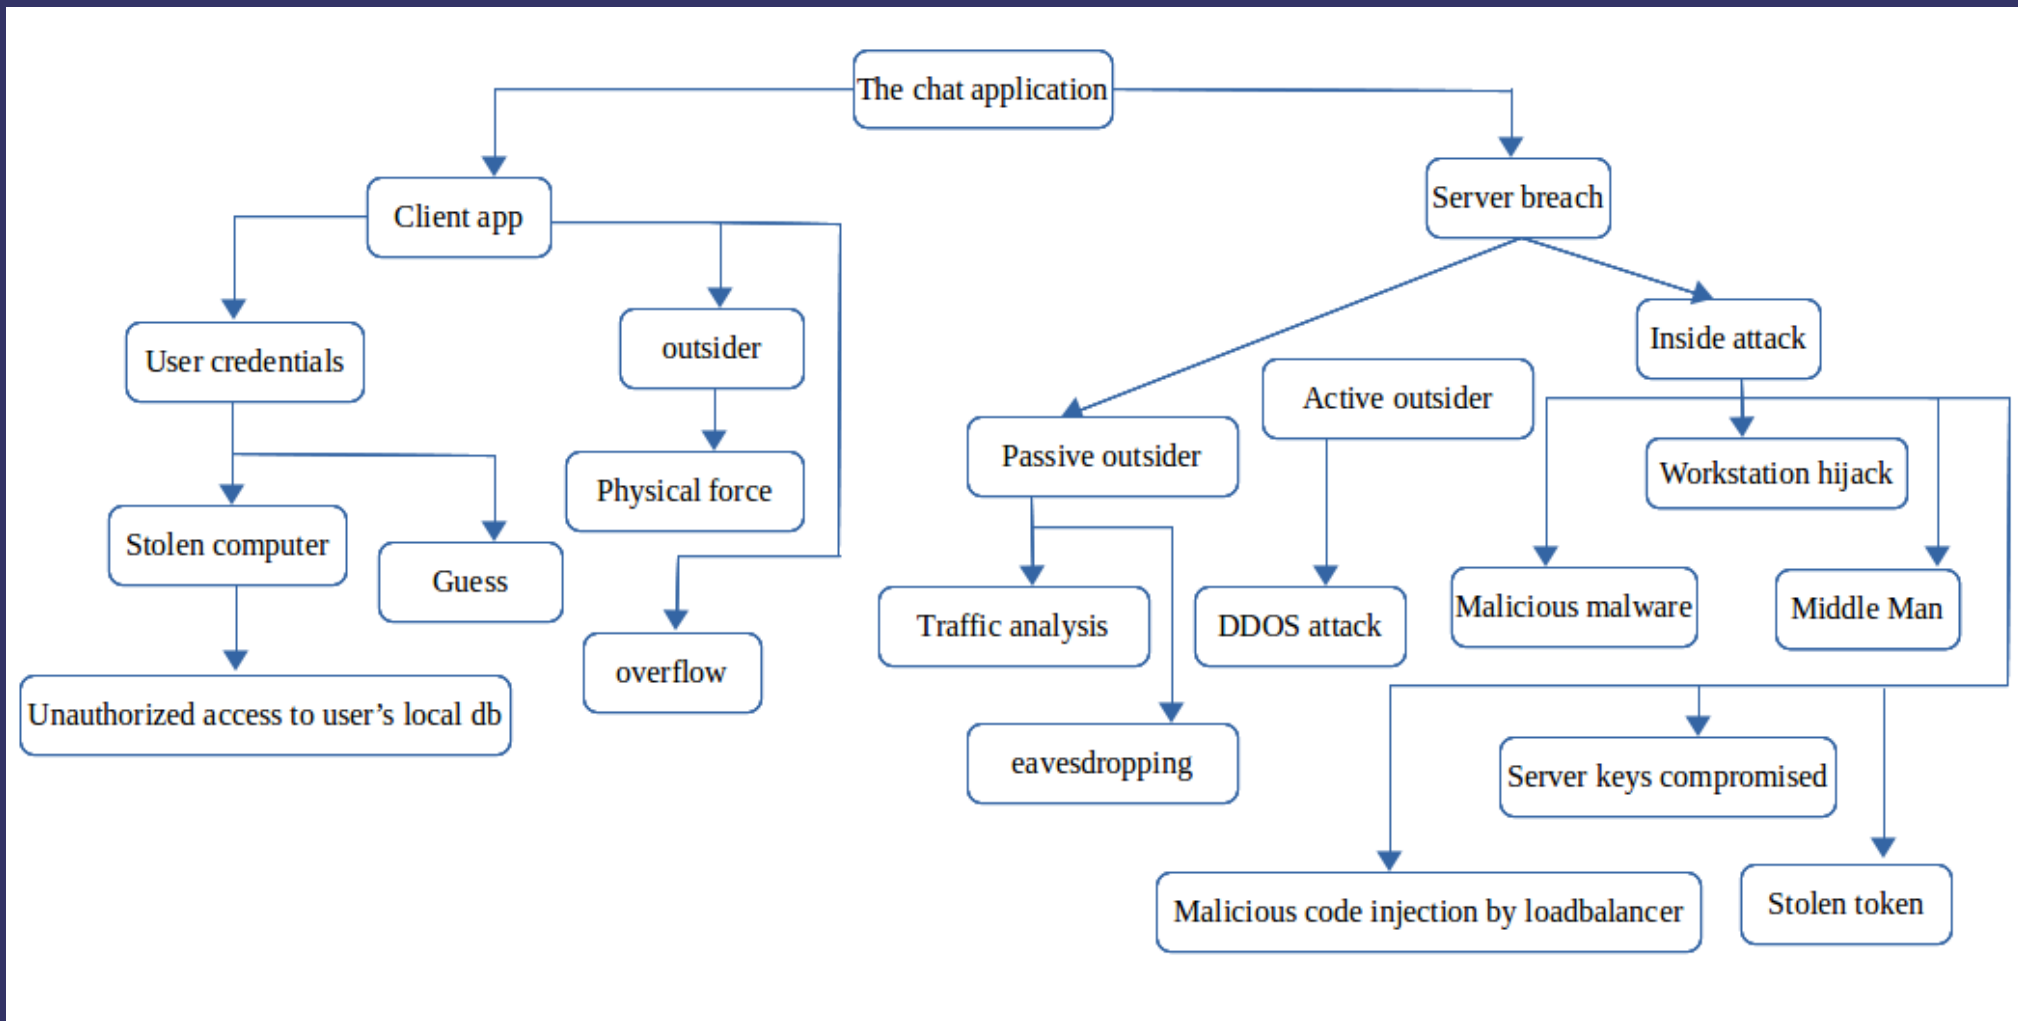 The chat application
Client app
Server breach
User credentials
outsider
Inside attack
Active outsider
Passive outsider
Workstation hijack
Physical force
Stolen computer
Guess
Traffic analysis
DDOS attack
Malicious malware
Middle Man
overflow
Unauthorized access to user’s local db
eavesdropping
Server keys compromised
Malicious code injection by loadbalancer
Stolen token